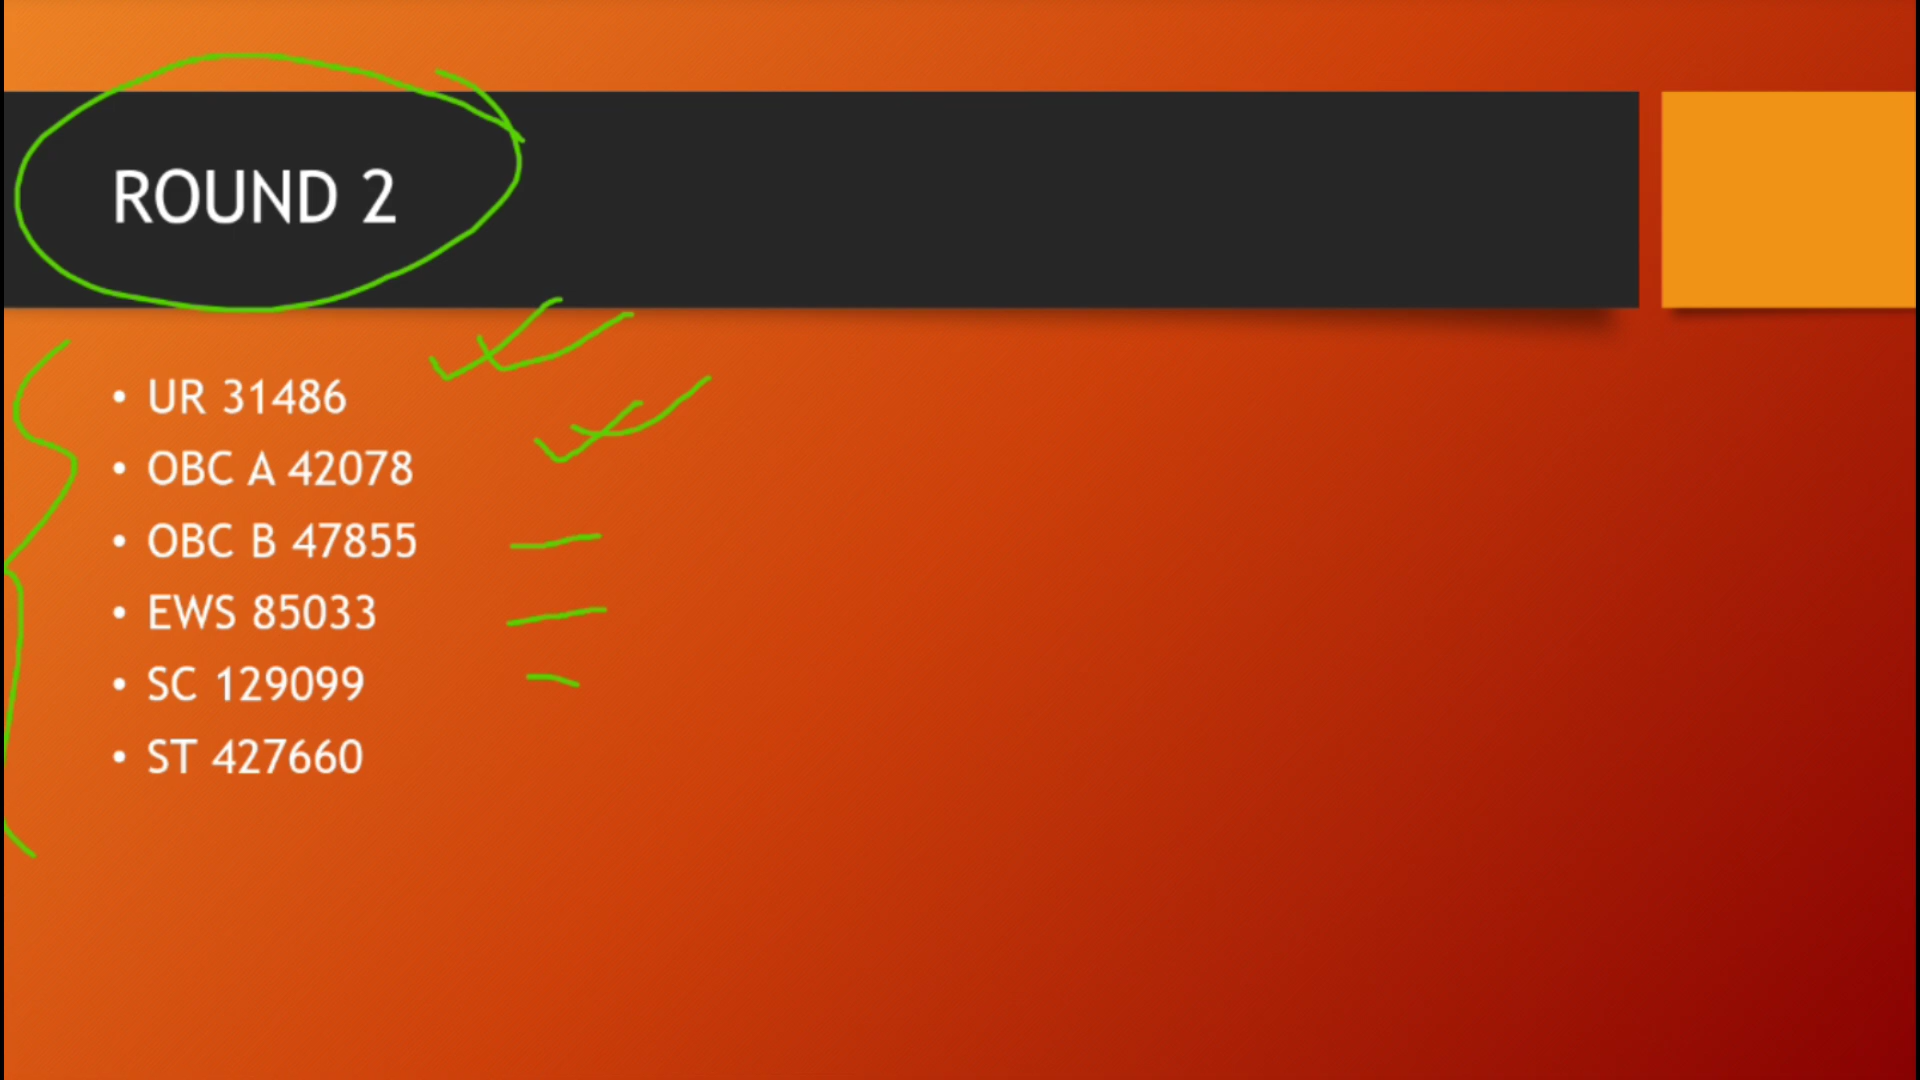 ROUND 2
• UR 31486
• OBC A 42078
• OBC B 47855
• EWS 85033
• SC 129099
• ST 427660